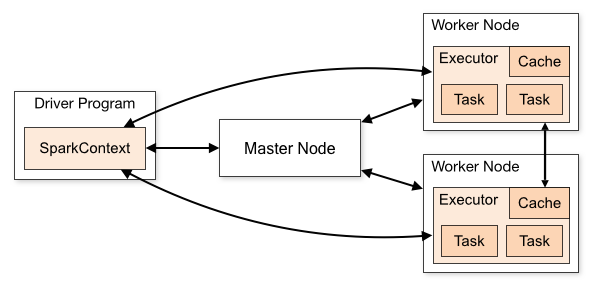 Driver Program
SparkContext
Master Node
Worker Node
Executor
Cache
Task
Task
Worker Node
Executor
Cache
Task
Task